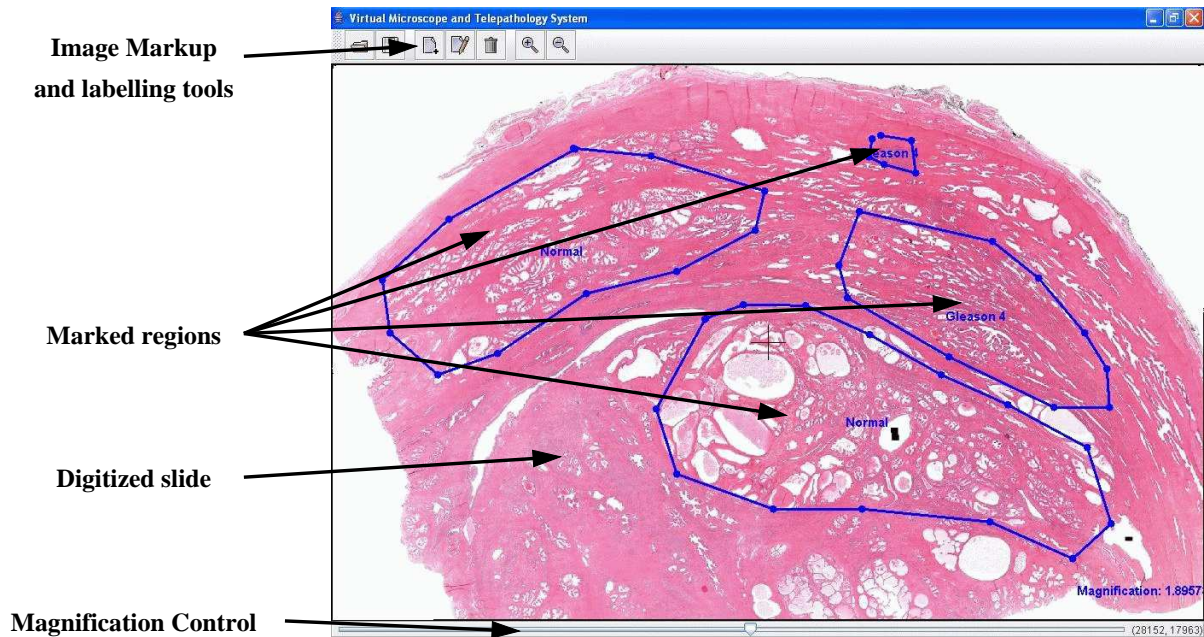 Virtual Microscope and Telepathology System
Image Markup
and labelling tools
Gleason 4
Normal
Marked regions
Gleason 4
Normal
Digitized slide
Magnification: 1.8957
Magnification Control
(28152, 17963)